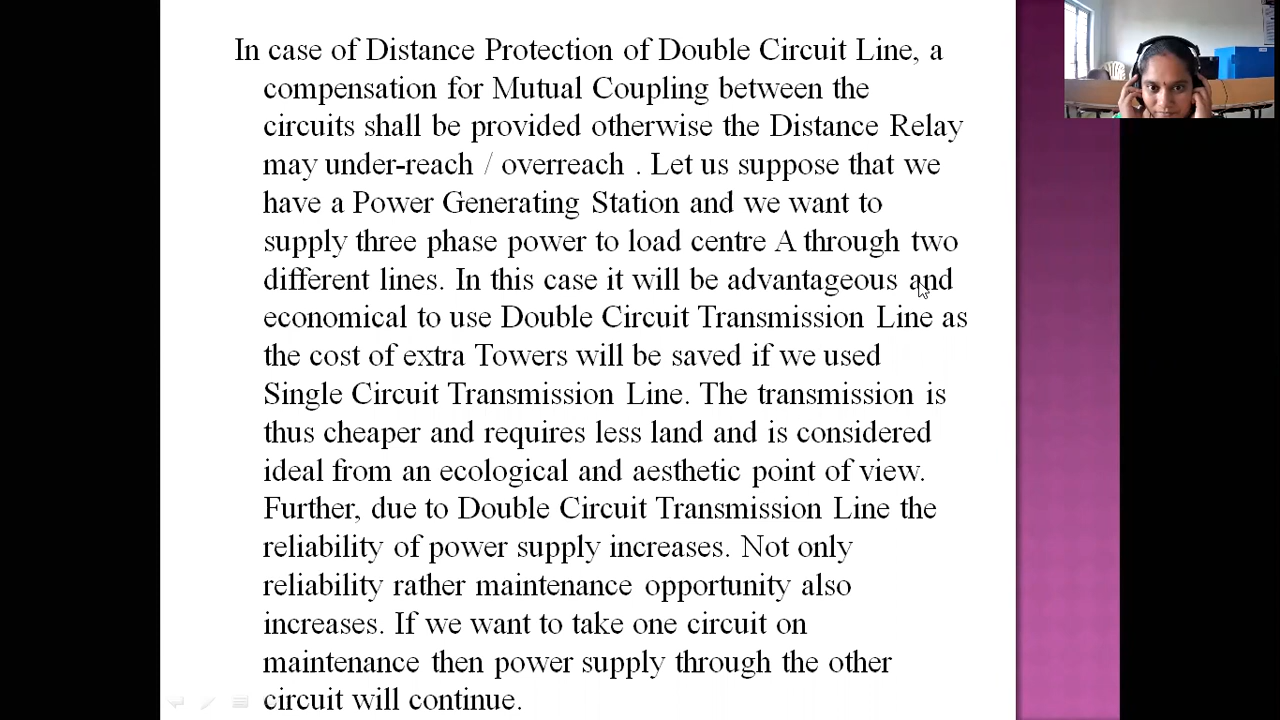 In case of Distance Protection of Double Circuit Line, a
compensation for Mutual Coupling between the
circuits shall be provided otherwise the Distance Relay
may under-reach / overreach . Let us suppose that we
have a Power Generating Station and we want to
supply three phase power to load centre A through two
different lines. In this case it will be advantageous and
economical to use Double Circuit Transmission Line as
the cost of extra Towers will be saved if we used
Single Circuit Transmission Line. The transmission is
thus cheaper and requires less land and is considered
ideal from an ecological and aesthetic point of view.
Further, due to Double Circuit Transmission Line the
reliability of power supply increases. Not only
reliability rather maintenance opportunity also
increases. If we want to take one circuit on
maintenance then power supply through the other
circuit will continue.